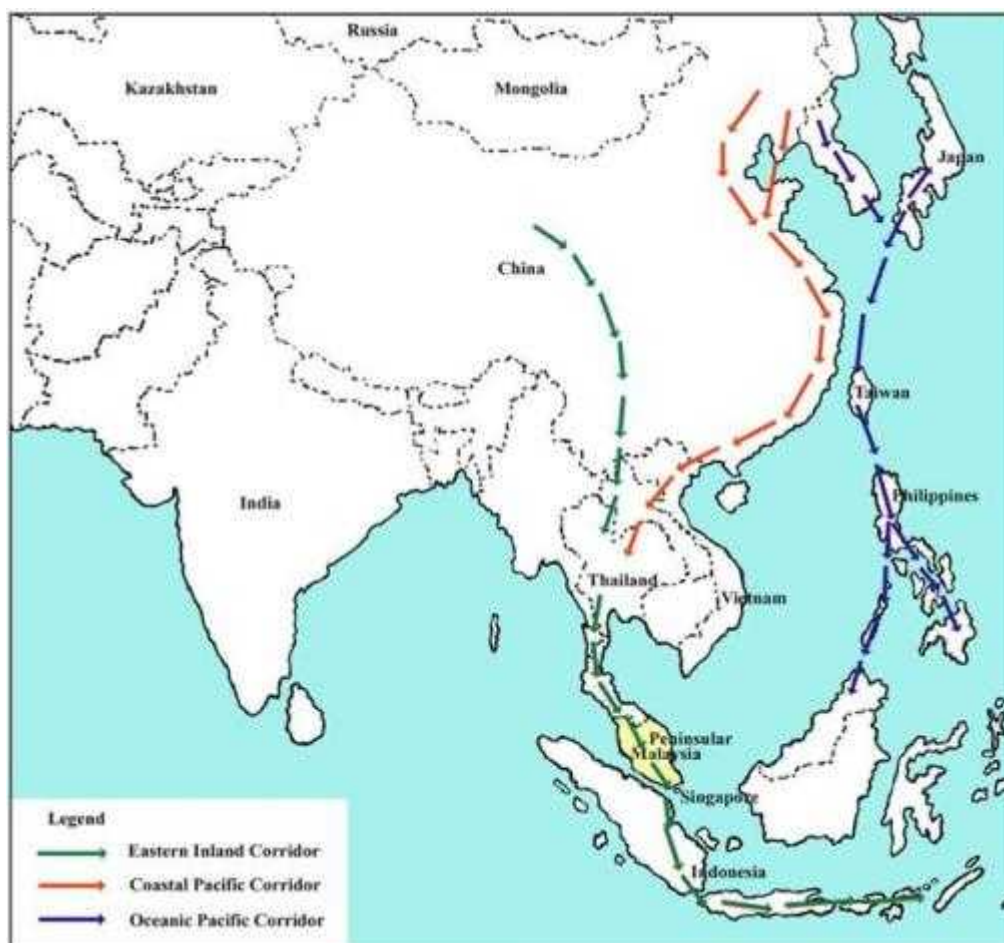 Russia
Kazakhstan
Mongolia
Japan
China
Taiwan
India
Philippines
Thailand
Vietnam
Peninsular
Malaysia
Singapore
Indonesia
Legend
Eastern Inland Corridor
Coastal Pacific Corridor
Oceanic Pacific Corridor